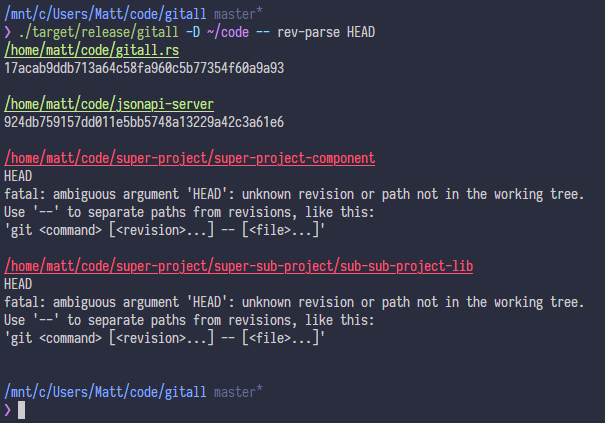 /mnt/c/Users/Matt/code/gitall master*
❯ ./target/release/gitall -D ~/code -- rev-parse HEAD
/home/matt/code/gitall.rs
17acab9ddb713a64c58fa960c5b77354f60a9a93
/home/matt/code/jsonapi-server
924db759157dd011e5bb5748a13229a42c3a61e6
/home/matt/code/super-project/super-project-component
HEAD
fatal: ambiguous argument 'HEAD': unknown revision or path not in the working tree.
Use '--' to separate paths from revisions, like this:
'git <command> [<revision>...] -- [<file>...]'
/home/matt/code/super-project/super-sub-project/sub-sub-project-lib
HEAD
fatal: ambiguous argument 'HEAD': unknown revision or path not in the working tree.
Use '--' to separate paths from revisions, like this:
'git <command> [<revision>...] -- [<file>...]'
/mnt/c/Users/Matt/code/gitall master*
❯